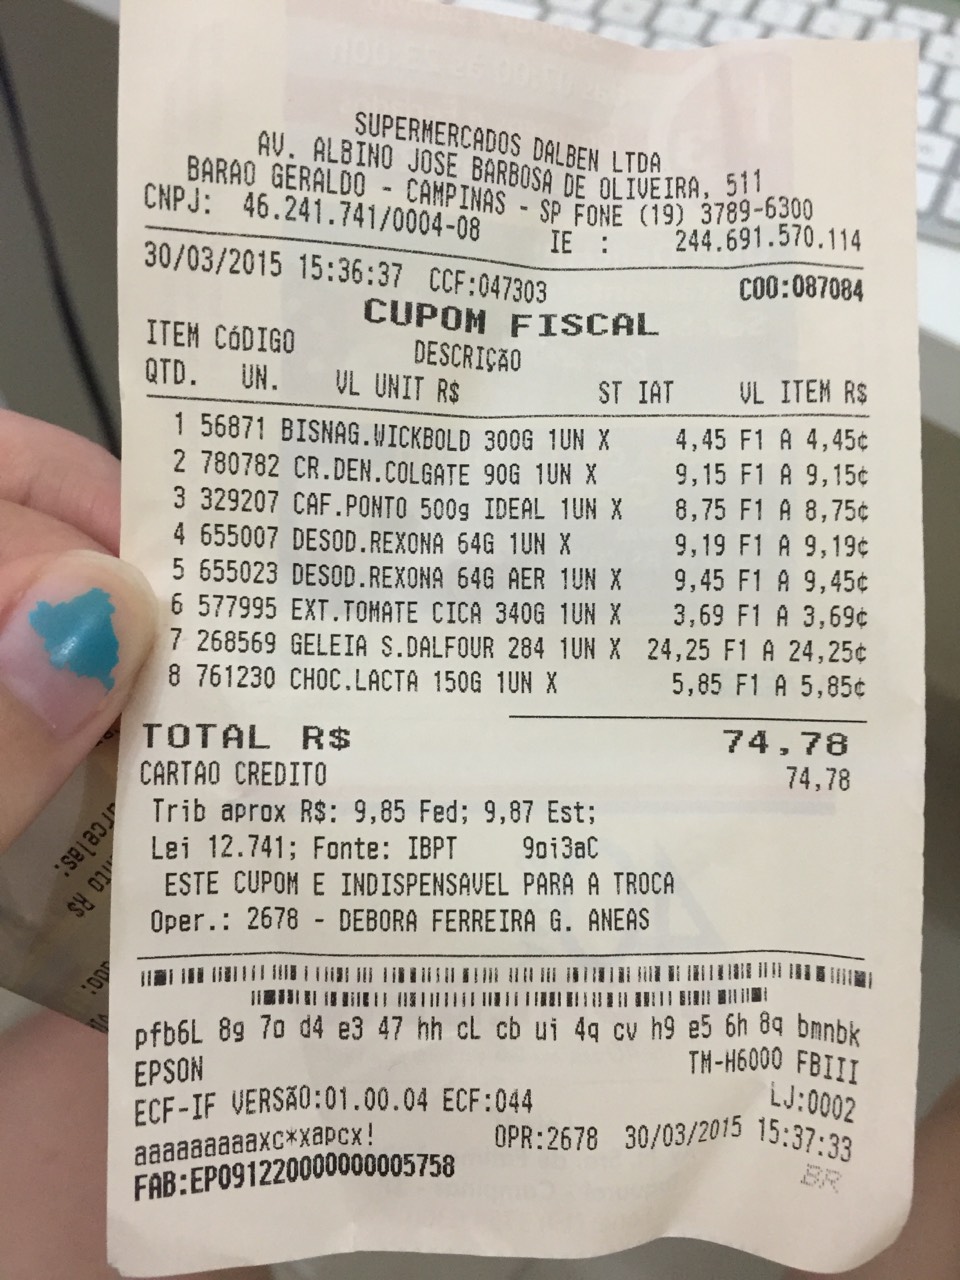 SUPERMERCADOS DALBEN LTDA
AV. ALBINO JOSE BARBOSA DE OLIVEIRA, 511
BARAO GERALDO - CAMPINAS - SP FONE (19) 3789-6300
CNPJ: 46.241.741/0004-08 IE : 244.691.570.114
30/03/2015 15:36:37 CCF:047303 COO:087084
CUPOM FISCAL
ITEM CóDIGO DESCRIÇÃO
QTD. UN. VL UNIT R$ ST IAT VL ITEM R$
1 56871 BISNAG.WICKBOLD 300G 1UN X 4,45 F1 A 4,45¢
2 780782 CR.DEN.COLGATE 90G 1UN X 9,15 F1 A 9,15¢
3 329207 CAF.PONTO 500g IDEAL 1UN X 8,75 F1 A 8,75¢
4 655007 DESOD.REXONA 64G 1UN X 9,19 F1 A 9,19¢
5 655023 DESOD.REXONA 64G AER 1UN X 9,45 F1 A 9,45¢
6 577995 EXT.TOMATE CICA 340G 1UN X 3,69 F1 A 3,69¢
7 268569 GELEIA S.DALFOUR 284 1UN X 24,25 F1 A 24,25¢
8 761230 CHOC.LACTA 150G 1UN X 5,85 F1 A 5,85¢
TOTAL R$ 74,78
CARTAO CREDITO 74,78
Trib aprox R$: 9,85 Fed; 9,87 Est;
Lei 12.741; Fonte: IBPT 9oi3aC
ESTE CUPOM E INDISPENSAVEL PARA A TROCA
Oper.: 2678 - DEBORA FERREIRA G. ANEAS
pfb6L 8g 7o d4 e3 47 hh cL cb ui 4q cv h9 e5 6h 8q bmnbk
EPSON TM-H6000 FBIII
ECF-IF VERSÃO:01.00.04 ECF:044 LJ:0002
aaaaaaaaaxc*xapcx! OPR:2678 30/03/2015 15:37:33
FAB:EP091220000000005758 BR